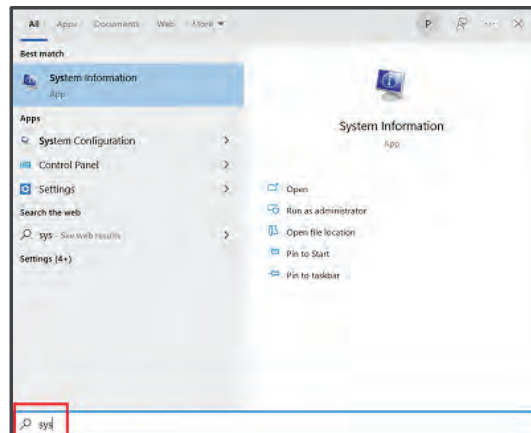 All Apps Documents Web More P
Best match
System Information
App
Apps
System Configuration
Control Panel
Settings
Search the web
sys - See web results
Settings (4+)
System Information
App
Open
Run as administrator
Open file location
Pin to Start
Pin to taskbar
sys